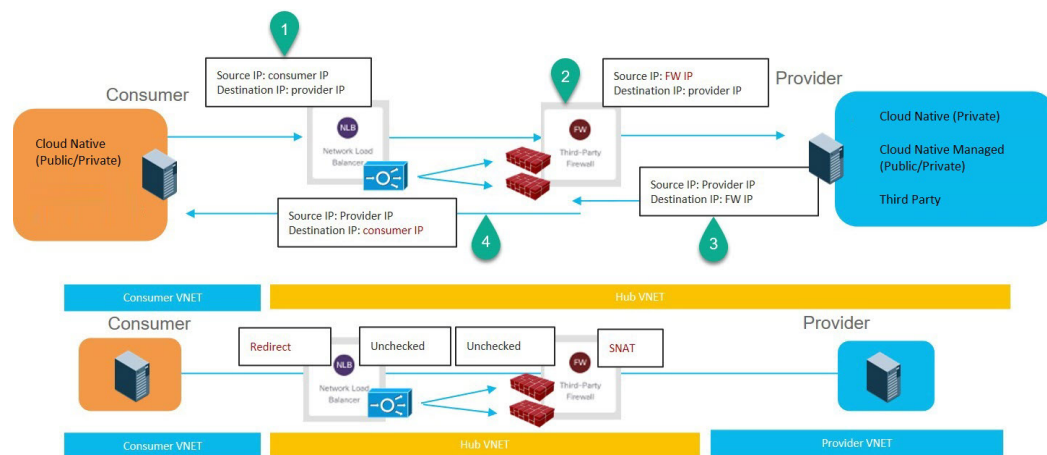 1
Source IP: consumer IP
Destination IP: provider IP
2
Source IP: FW IP
Destination IP: provider IP
Consumer
Provider
Cloud Native
(Public/Private)
NLB
Network Load
Balancer
FW
Third-Party
Firewall
Cloud Native (Private)
Cloud Native Managed
(Public/Private)
Third Party
Source IP: Provider IP
Destination IP: FW IP
Source IP: Provider IP
Destination IP: consumer IP
4
3
Consumer VNET
Hub VNET
Consumer
Provider
Redirect
Unchecked
Unchecked
SNAT
NLB
Network Load
Balancer
FW
Third-Party
Firewall
Consumer VNET
Hub VNET
Provider VNET